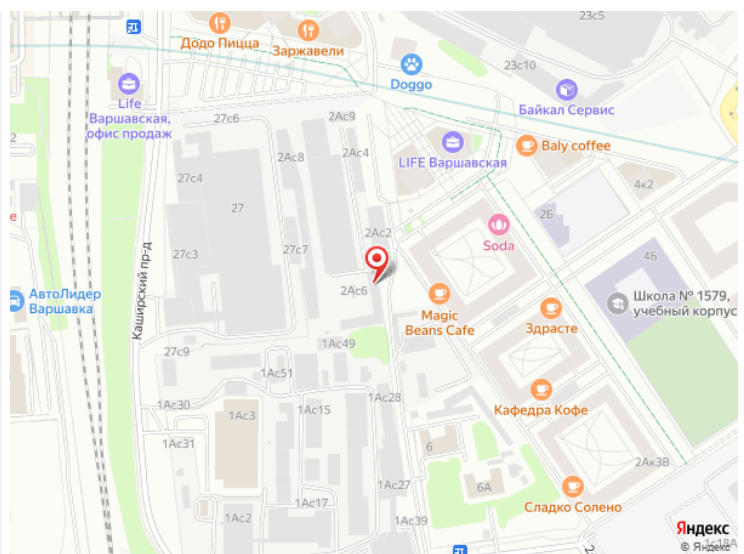 23с5
Додо Пицца
Заржавели
23с10
Doggo
Байкал Сервис
Life
Варшавская,
офис продаж
27с6
2Ас9
LIFE Варшавская
Baly coffee
2Ас4
2Ас8
4к2
27с4
27
2Б
2Ас2
Soda
27с3
27с7
4Б
Каширский пр-д
2Ас6
АвтоЛидер
Варшавка
Magic
Beans Cafe
Здрасте
Школа № 1579,
учебный корпус
27с9
1Ас49
1Ас51
1Ас28
1Ас30
1Ас3
1Ас15
Кафедра Кофе
1Ас31
6
2Ак3В
6А
1Ас27
1Ас17
Сладко Солено
1Ас2
1Ас39
Яндекс
© Яндекс
1с18А